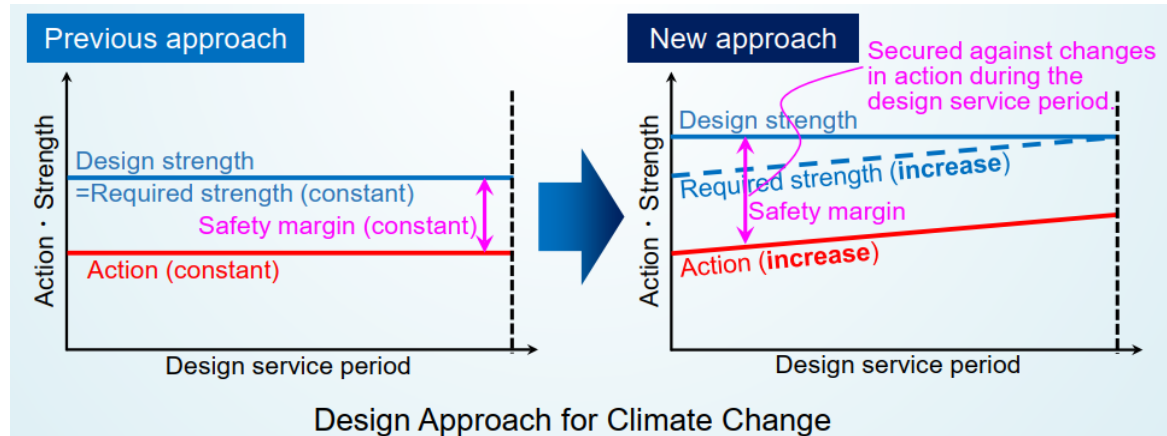 Previous approach
Action・Strength
Design strength
=Required strength (constant)
Safety margin (constant)
Action (constant)
Design service period
New approach
Secured against changes
in action during the
design service period.
Action・Strength
Design strength
Required strength (increase)
Safety margin
Action (increase)
Design service period
Design Approach for Climate Change